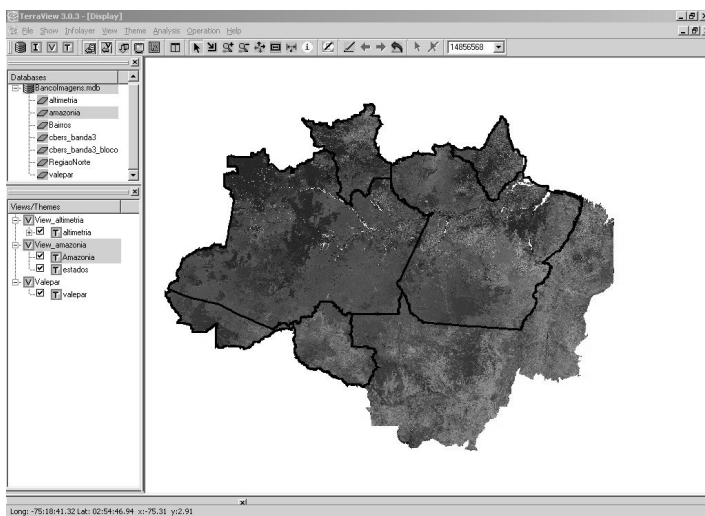 TerraView 3.0.3 - [Display]
File Show Infolayer View Theme Analysis Operation Help
I V T
14856568
Databases
BancoImagens.mdb
altimetria
amazonia
Bairros
cbers_banda3
cbers_banda3_bloco
RegiaoNorte
valepar
Views/Themes
V View_altimetria
T altimetria
V View_amazonia
T Amazonia
T estados
V Valepar
T valepar
Long: -75:18:41.32 Lat: 02:54:46.94 x:-75.31 y:2.91